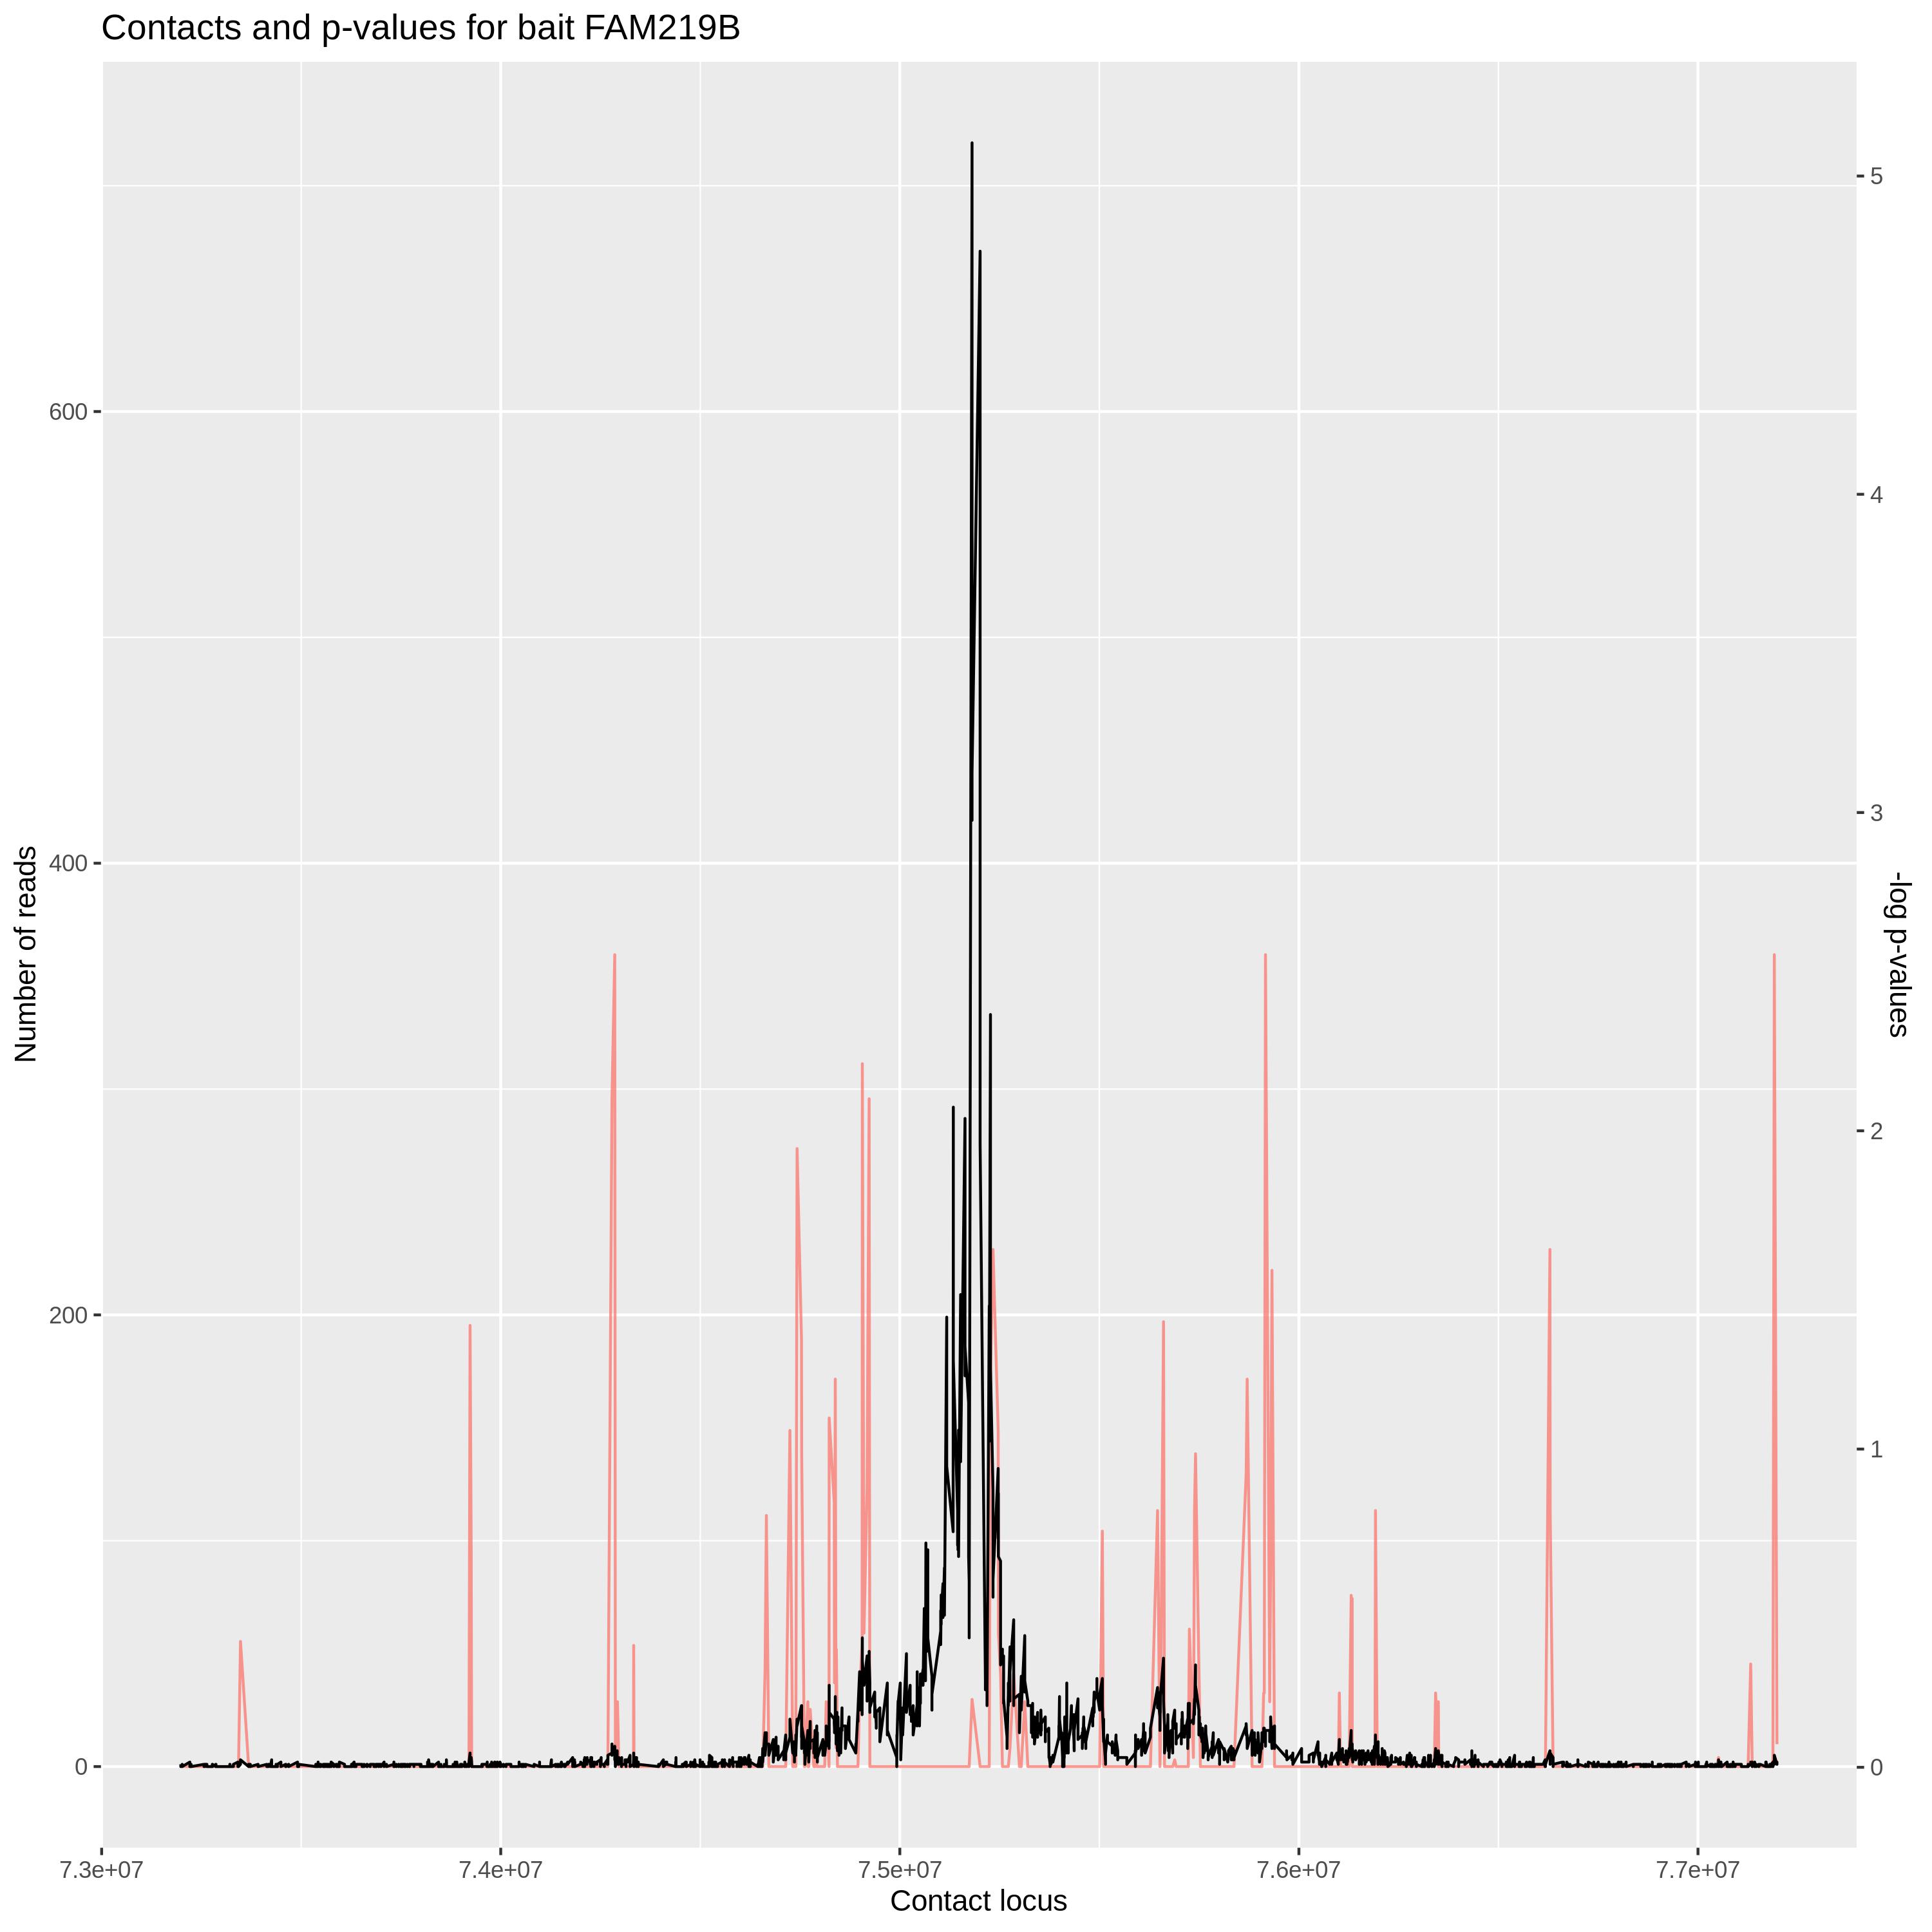 Contacts and p-values for bait FAM219B
Number of reads
600
400
200
0
5
4
3
2
1
0
-log p-values
7.3e+07
7.4e+07
7.5e+07
7.6e+07
7.7e+07
Contact locus